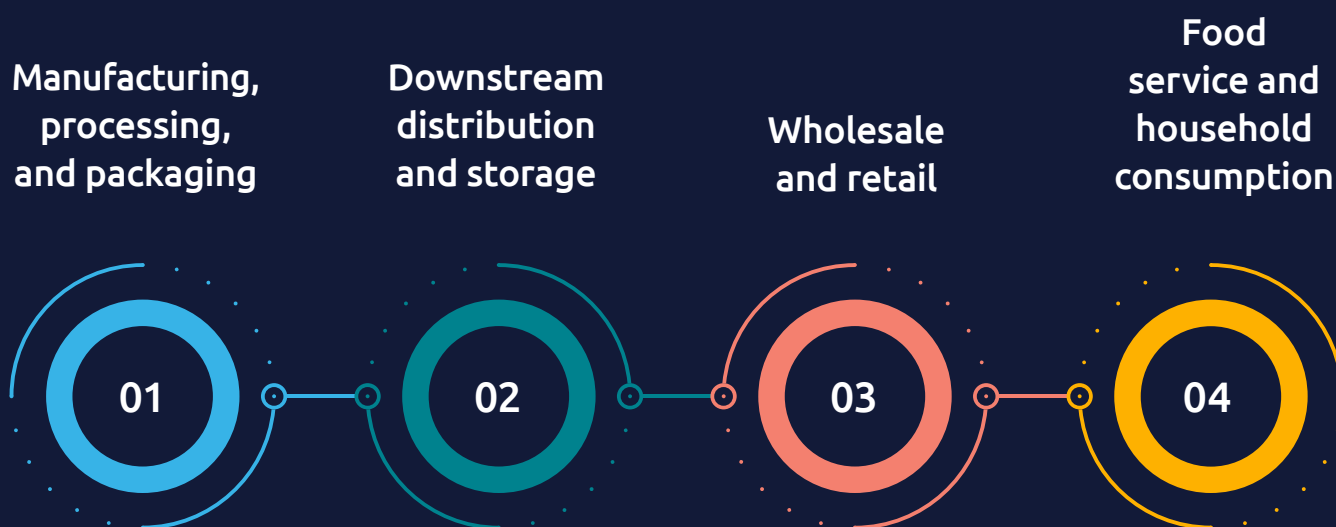 Manufacturing,
processing,
and packaging
Downstream
distribution
and storage
Wholesale
and retail
Food
service and
household
consumption
01
02
03
04